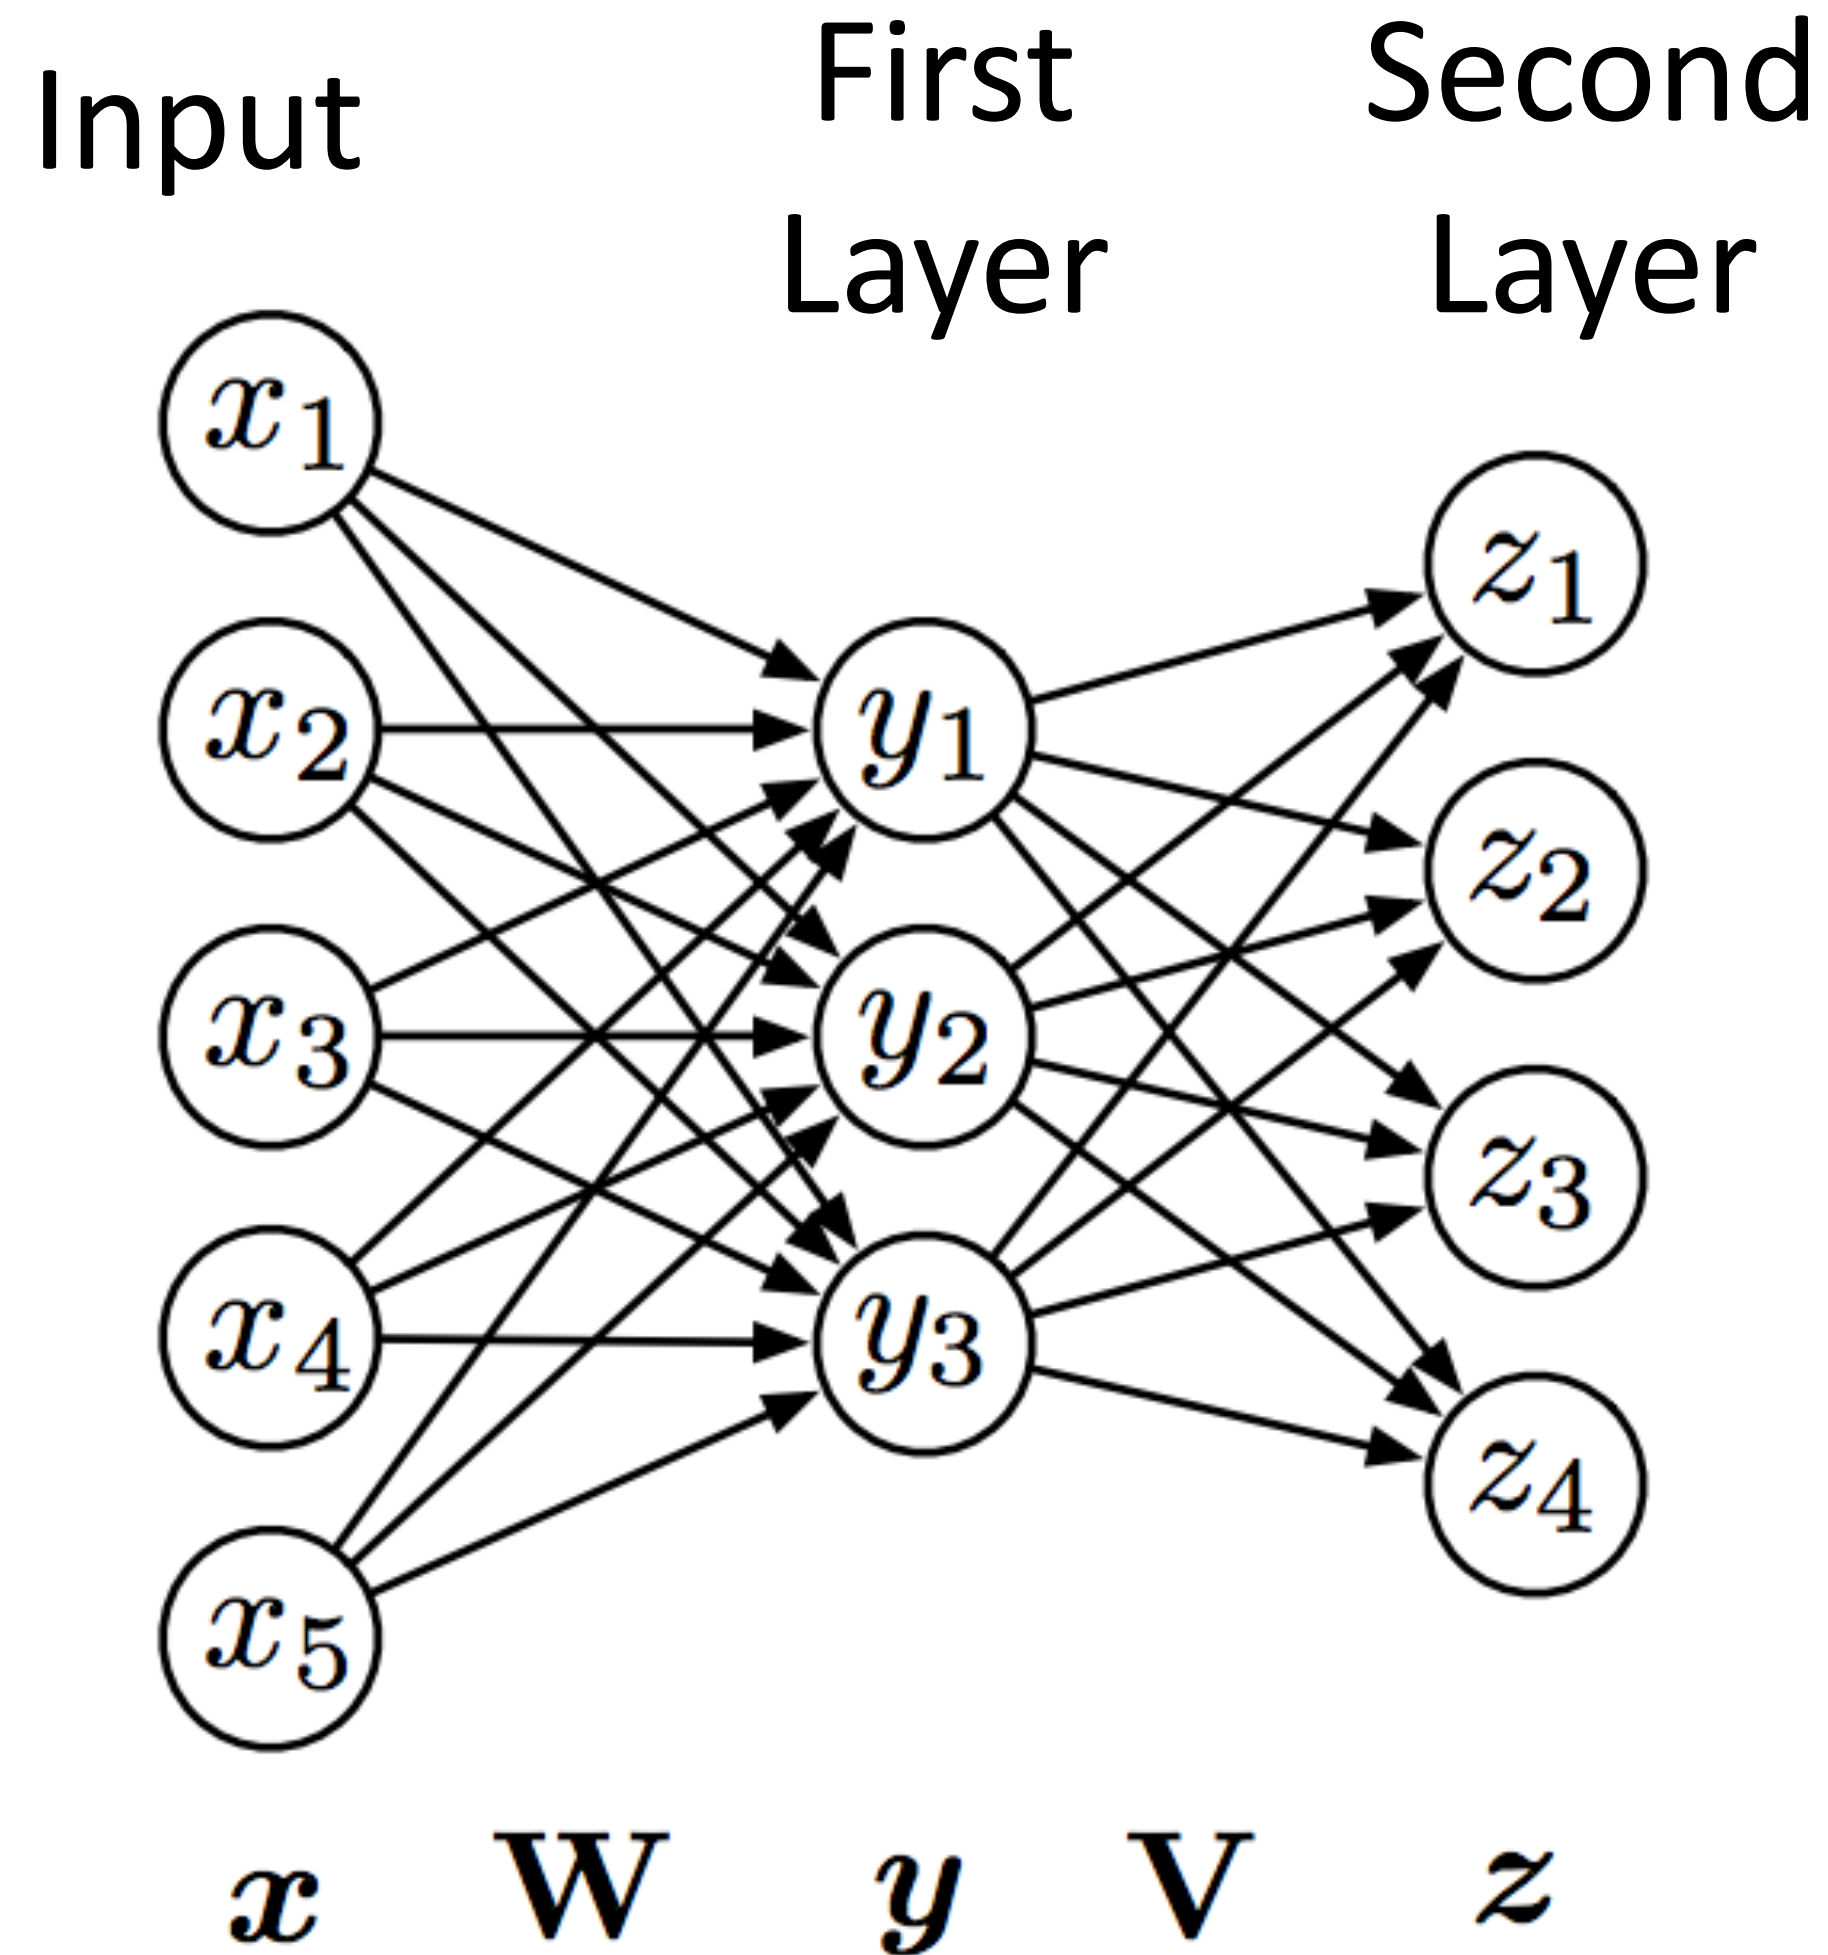 Input
First
Layer
Second
Layer
x1
x2
x3
x4
x5
y1
y2
y3
z1
z2
z3
z4
x W y V z